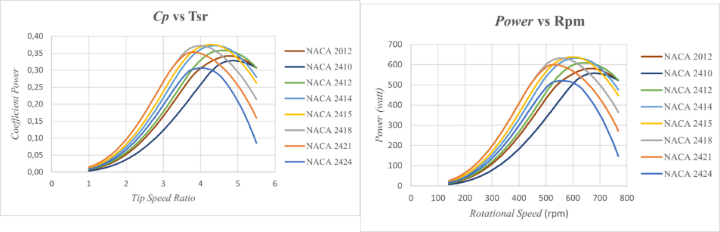 Cp vs Tsr
0,40
0,35
0,30
0,25
0,20
0,15
0,10
0,05
0,00
0 1 2 3 4 5 6
Coefficient Power
Tip Speed Ratio
NACA 2012
NACA 2410
NACA 2412
NACA 2414
NACA 2415
NACA 2418
NACA 2421
NACA 2424
Power vs Rpm
700
600
500
400
300
200
100
0
0 100 200 300 400 500 600 700 800
Power (watt)
Rotational Speed (rpm)
NACA 2012
NACA 2410
NACA 2412
NACA 2414
NACA 2415
NACA 2418
NACA 2421
NACA 2424